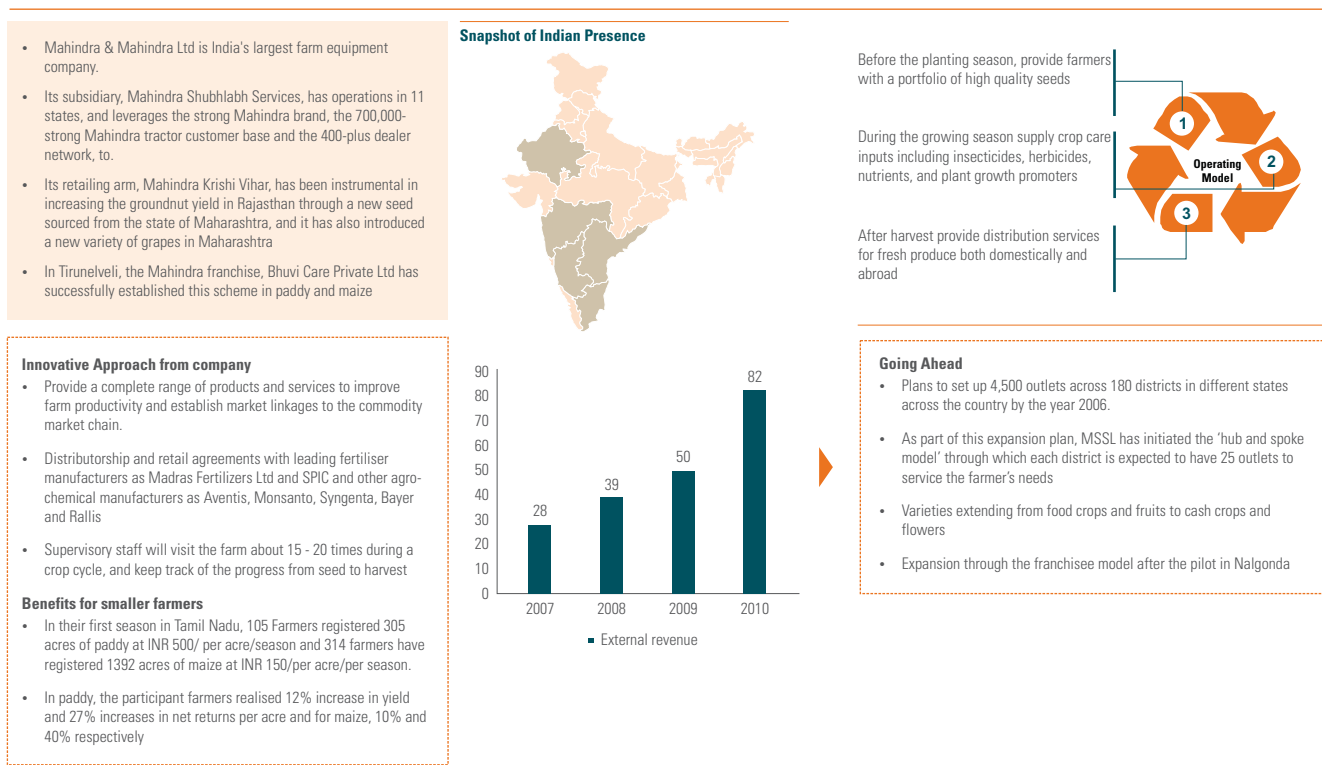 • Mahindra & Mahindra Ltd is India's largest farm equipment
company.
• Its subsidiary, Mahindra Shubhlabh Services, has operations in 11
states, and leverages the strong Mahindra brand, the 700,000-
strong Mahindra tractor customer base and the 400-plus dealer
network, to.
• Its retailing arm, Mahindra Krishi Vihar, has been instrumental in
increasing the groundnut yield in Rajasthan through a new seed
sourced from the state of Maharashtra, and it has also introduced
a new variety of grapes in Maharashtra
• In Tirunelveli, the Mahindra franchise, Bhuvi Care Private Ltd has
successfully established this scheme in paddy and maize
Snapshot of Indian Presence
Before the planting season, provide farmers
with a portfolio of high quality seeds
During the growing season supply crop care
inputs including insecticides, herbicides,
nutrients, and plant growth promoters
After harvest provide distribution services
for fresh produce both domestically and
abroad
1
2
3
Operating
Model
Innovative Approach from company
• Provide a complete range of products and services to improve
farm productivity and establish market linkages to the commodity
market chain.
• Distributorship and retail agreements with leading fertiliser
manufacturers as Madras Fertilizers Ltd and SPIC and other agro-
chemical manufacturers as Aventis, Monsanto, Syngenta, Bayer
and Rallis
• Supervisory staff will visit the farm about 15 - 20 times during a
crop cycle, and keep track of the progress from seed to harvest
Benefits for smaller farmers
• In their first season in Tamil Nadu, 105 Farmers registered 305
acres of paddy at INR 500/ per acre/season and 314 farmers have
registered 1392 acres of maize at INR 150/per acre/per season.
• In paddy, the participant farmers realised 12% increase in yield
and 27% increases in net returns per acre and for maize, 10% and
40% respectively
90
80
70
60
50
40
30
20
10
0
28
39
50
82
2007 2008 2009 2010
External revenue
Going Ahead
• Plans to set up 4,500 outlets across 180 districts in different states
across the country by the year 2006.
• As part of this expansion plan, MSSL has initiated the ‘hub and spoke
model’ through which each district is expected to have 25 outlets to
service the farmer’s needs
• Varieties extending from food crops and fruits to cash crops and
flowers
• Expansion through the franchisee model after the pilot in Nalgonda